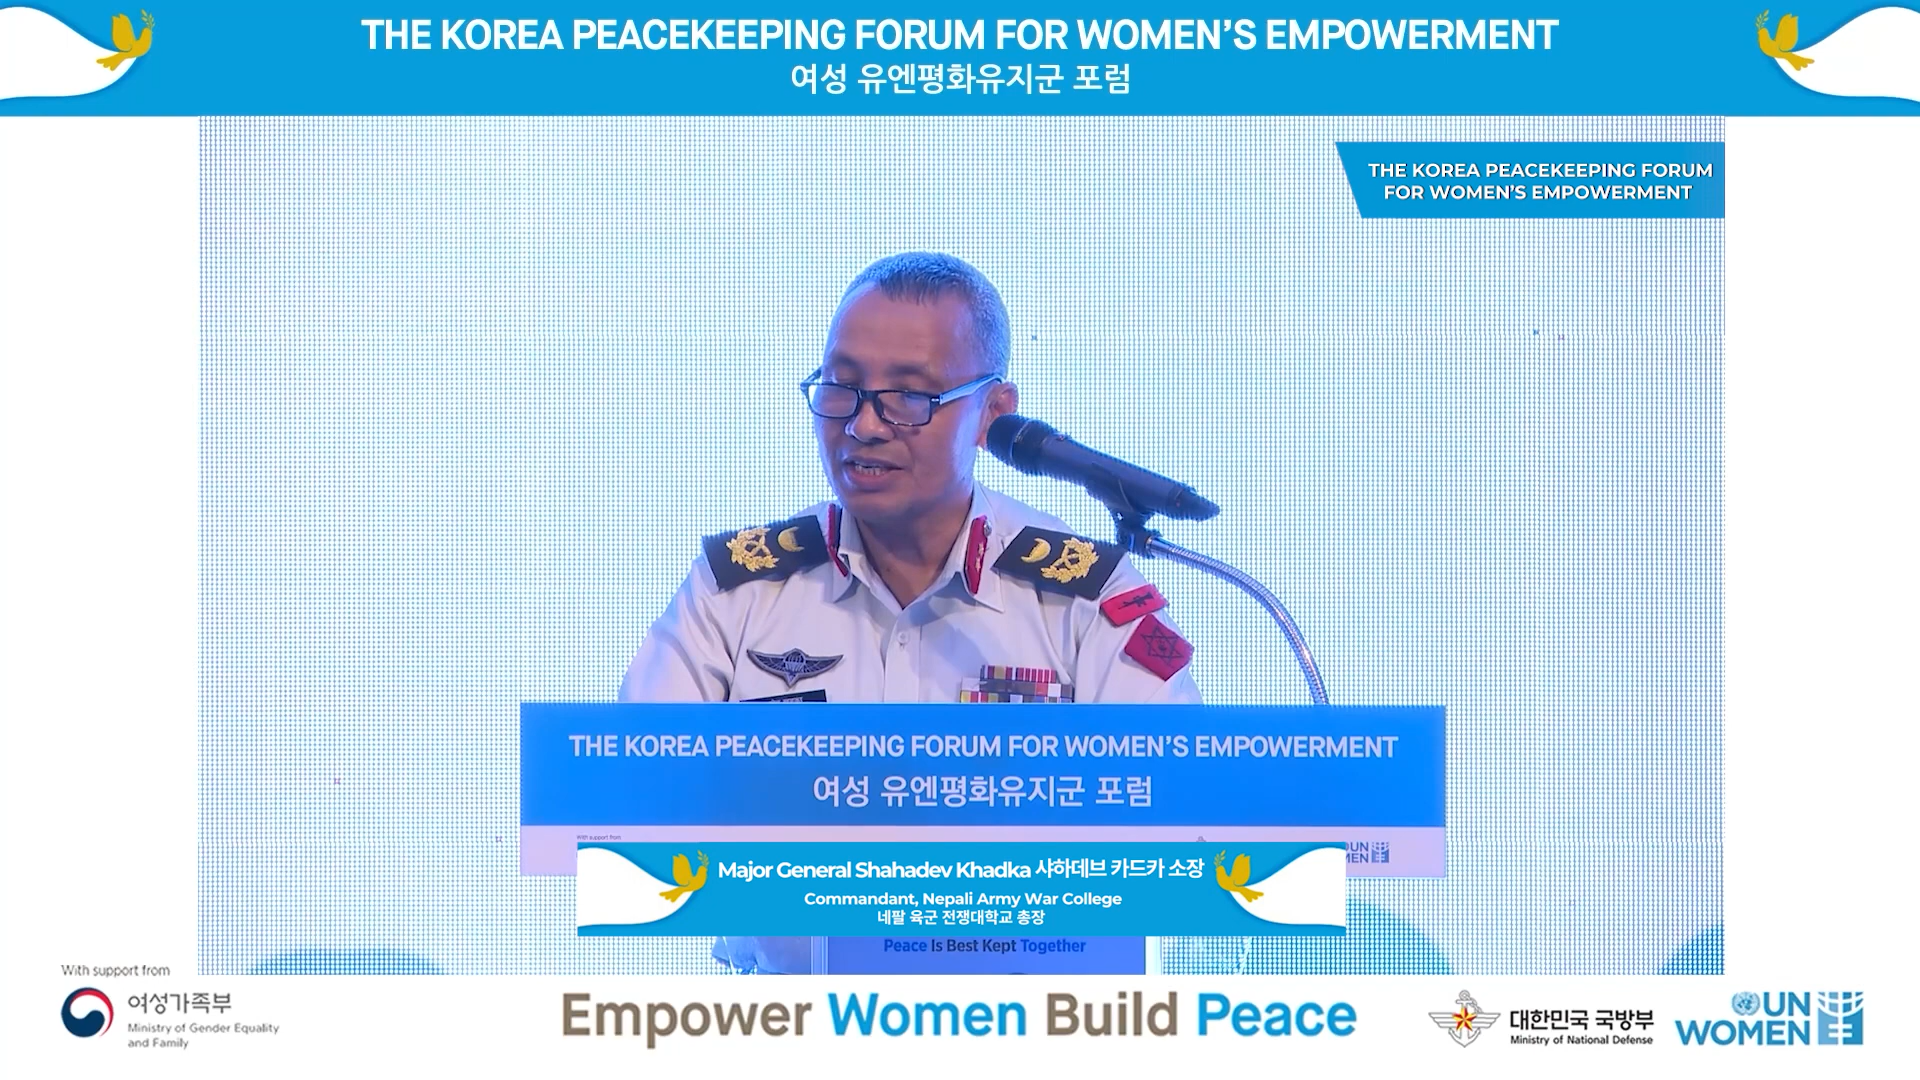 THE KOREA PEACEKEEPING FORUM FOR WOMEN'S EMPOWERMENT
여성 유엔평화유지군 포럼
THE KOREA PEACEKEEPING FORUM
FOR WOMEN'S EMPOWERMENT
THE KOREA PEACEKEEPING FORUM FOR WOMEN'S EMPOWERMENT
여성 유엔평화유지군 포럼
With support from
UN
MEN
Major General Shahadev Khadka 샤하데브 카드카 소장
Commandant, Nepali Army War College
네팔 육군 전쟁대학교 총장
Peace Is Best Kept Together
With support from
여성가족부
Ministry of Gender Equality
and Family
Empower Women Build Peace
대한민국 국방부
Ministry of National Defense
UN
WOMEN